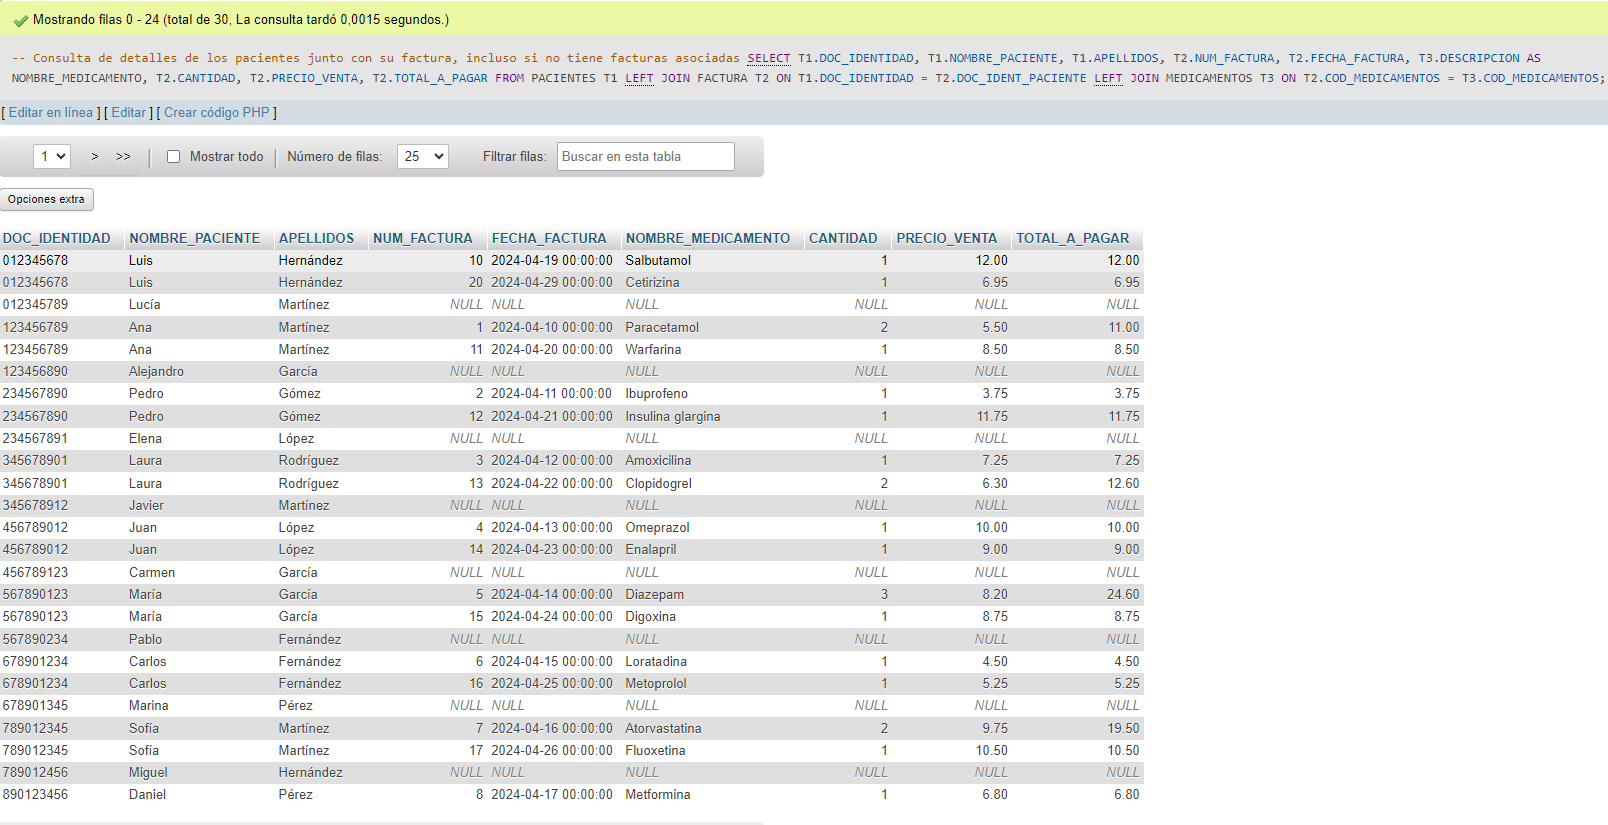 Mostrando filas 0 - 24 (total de 30, La consulta tardó 0,0015 segundos.)
-- Consulta de detalles de los pacientes junto con su factura, incluso si no tiene facturas asociadas SELECT T1.DOC_IDENTIDAD, T1.NOMBRE_PACIENTE, T1.APELLIDOS, T2.NUM_FACTURA, T2.FECHA_FACTURA, T3.DESCRIPCION AS
NOMBRE_MEDICAMENTO, T2.CANTIDAD, T2.PRECIO_VENTA, T2.TOTAL_A_PAGAR FROM PACIENTES T1 LEFT JOIN FACTURA T2 ON T1.DOC_IDENTIDAD = T2.DOC_IDENT_PACIENTE LEFT JOIN MEDICAMENTOS T3 ON T2.COD_MEDICAMENTOS = T3.COD_MEDICAMENTOS;
[ Editar en línea ] [ Editar ] [ Crear código PHP ]
1 > >> Mostrar todo Número de filas: 25 Filtrar filas: Buscar en esta tabla
Opciones extra
DOC_IDENTIDAD NOMBRE_PACIENTE APELLIDOS NUM_FACTURA FECHA_FACTURA NOMBRE_MEDICAMENTO CANTIDAD PRECIO_VENTA TOTAL_A_PAGAR
012345678 Luis Hernández 10 2024-04-19 00:00:00 Salbutamol 1 12.00 12.00
012345678 Luis Hernández 20 2024-04-29 00:00:00 Cetirizina 1 6.95 6.95
012345789 Lucía Martínez NULL NULL NULL NULL NULL NULL
123456789 Ana Martínez 1 2024-04-10 00:00:00 Paracetamol 2 5.50 11.00
123456789 Ana Martínez 11 2024-04-20 00:00:00 Warfarina 1 8.50 8.50
123456890 Alejandro García NULL NULL NULL NULL NULL NULL
234567890 Pedro Gómez 2 2024-04-11 00:00:00 Ibuprofeno 1 3.75 3.75
234567890 Pedro Gómez 12 2024-04-21 00:00:00 Insulina glargina 1 11.75 11.75
234567891 Elena López NULL NULL NULL NULL NULL NULL
345678901 Laura Rodríguez 3 2024-04-12 00:00:00 Amoxicilina 1 7.25 7.25
345678901 Laura Rodríguez 13 2024-04-22 00:00:00 Clopidogrel 2 6.30 12.60
345678912 Javier Martínez NULL NULL NULL NULL NULL NULL
456789012 Juan López 4 2024-04-13 00:00:00 Omeprazol 1 10.00 10.00
456789012 Juan López 14 2024-04-23 00:00:00 Enalapril 1 9.00 9.00
456789123 Carmen García NULL NULL NULL NULL NULL NULL
567890123 María García 5 2024-04-14 00:00:00 Diazepam 3 8.20 24.60
567890123 María García 15 2024-04-24 00:00:00 Digoxina 1 8.75 8.75
567890234 Pablo Fernández NULL NULL NULL NULL NULL NULL
678901234 Carlos Fernández 6 2024-04-15 00:00:00 Loratadina 1 4.50 4.50
678901234 Carlos Fernández 16 2024-04-25 00:00:00 Metoprolol 1 5.25 5.25
678901345 Marina Pérez NULL NULL NULL NULL NULL NULL
789012345 Sofía Martínez 7 2024-04-16 00:00:00 Atorvastatina 2 9.75 19.50
789012345 Sofía Martínez 17 2024-04-26 00:00:00 Fluoxetina 1 10.50 10.50
789012456 Miguel Hernández NULL NULL NULL NULL NULL NULL
890123456 Daniel Pérez 8 2024-04-17 00:00:00 Metformina 1 6.80 6.80